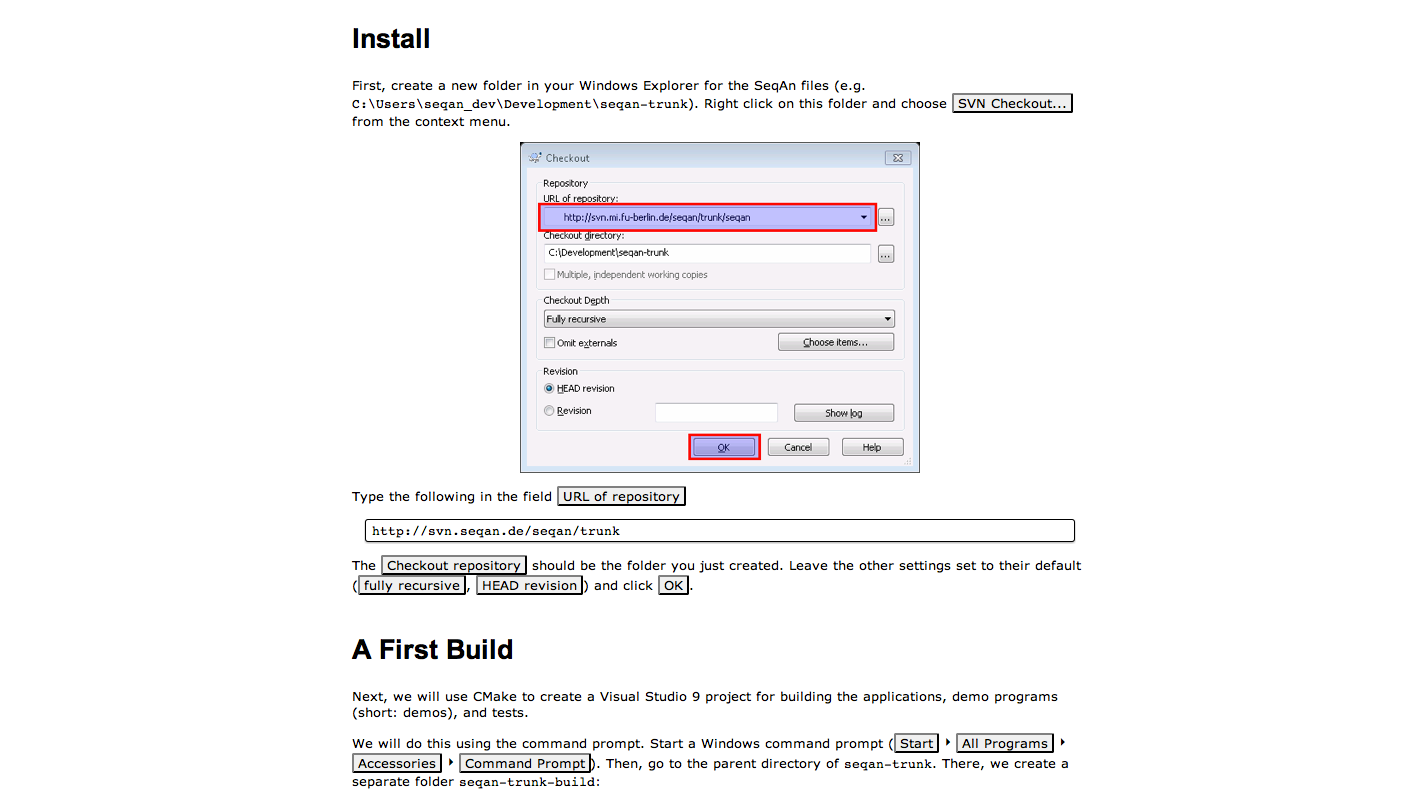 Install
First, create a new folder in your Windows Explorer for the SeqAn files (e.g.
C:\Users\seqan_dev\Development\seqan-trunk). Right click on this folder and choose SVN Checkout...
from the context menu.
Checkout
Repository
URL of repository:
http://svn.mi.fu-berlin.de/seqan/trunk/seqan
...
Checkout directory:
C:\Development\seqan-trunk
...
Multiple, independent working copies
Checkout Depth
Fully recursive
Omit externals
Choose items...
Revision
HEAD revision
Revision
Show log
OK Cancel Help
Type the following in the field URL of repository
http://svn.seqan.de/seqan/trunk
The Checkout repository should be the folder you just created. Leave the other settings set to their default
(fully recursive, HEAD revision) and click OK.
A First Build
Next, we will use CMake to create a Visual Studio 9 project for building the applications, demo programs
(short: demos), and tests.
We will do this using the command prompt. Start a Windows command prompt (Start ‣ All Programs ‣
Accessories ‣ Command Prompt). Then, go to the parent directory of seqan-trunk. There, we create a
separate folder seqan-trunk-build: